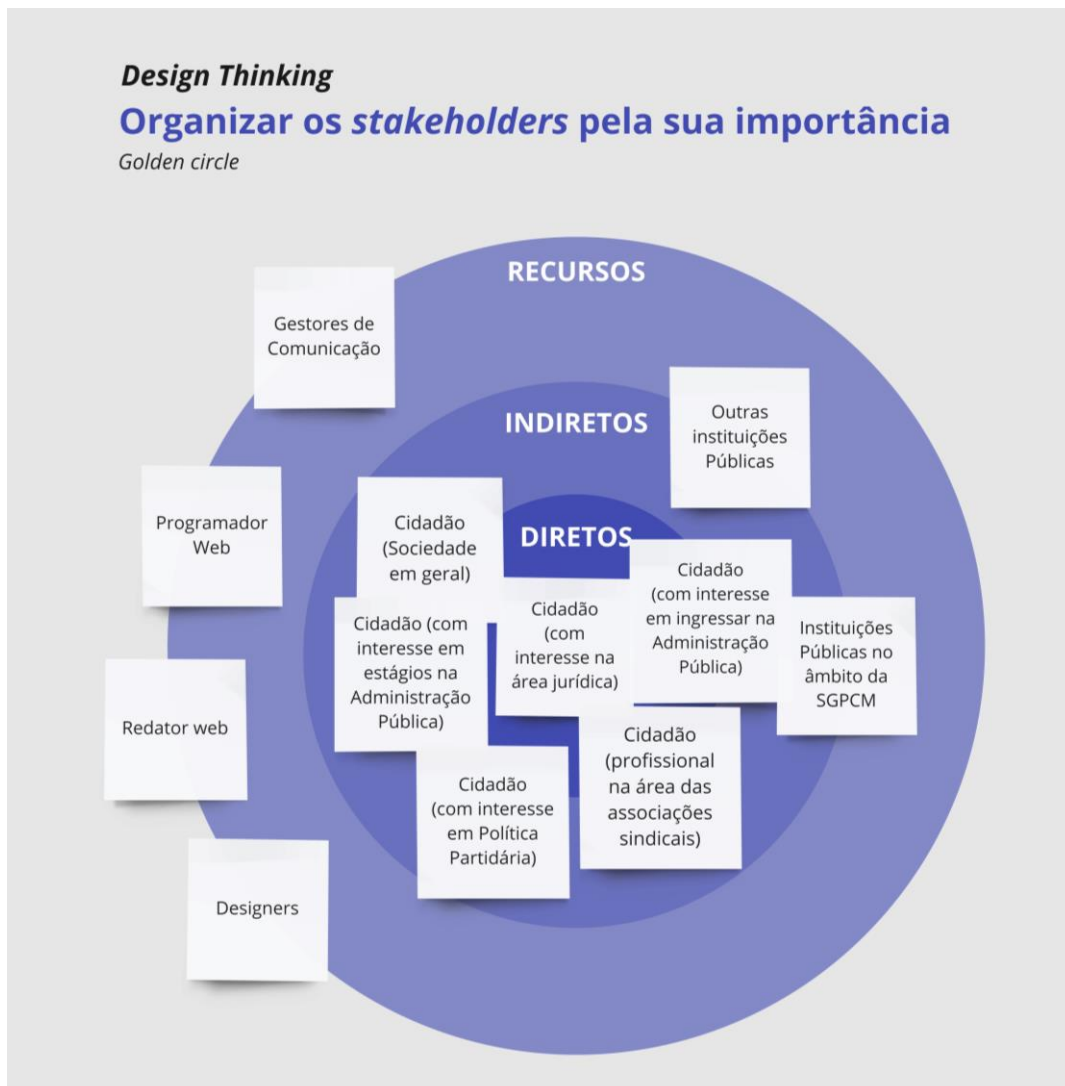 Design Thinking
Organizar os stakeholders pela sua importância
Golden circle
RECURSOS
Gestores de
Comunicação
INDIRETOS
Outras
instituições
Públicas
Programador
Web
Cidadão
(Sociedade
em geral)
DIRETOS
Cidadão
(com interesse
em ingressar na
Administração
Pública)
Cidadão (com
interesse em
estágios na
Administração
Pública)
Cidadão
(com
interesse na
área jurídica)
Instituições
Públicas no
âmbito da
SGPCM
Redator web
Cidadão
(com interesse
em Política
Partidária)
Cidadão
(profissional
na área das
associações
sindicais)
Designers